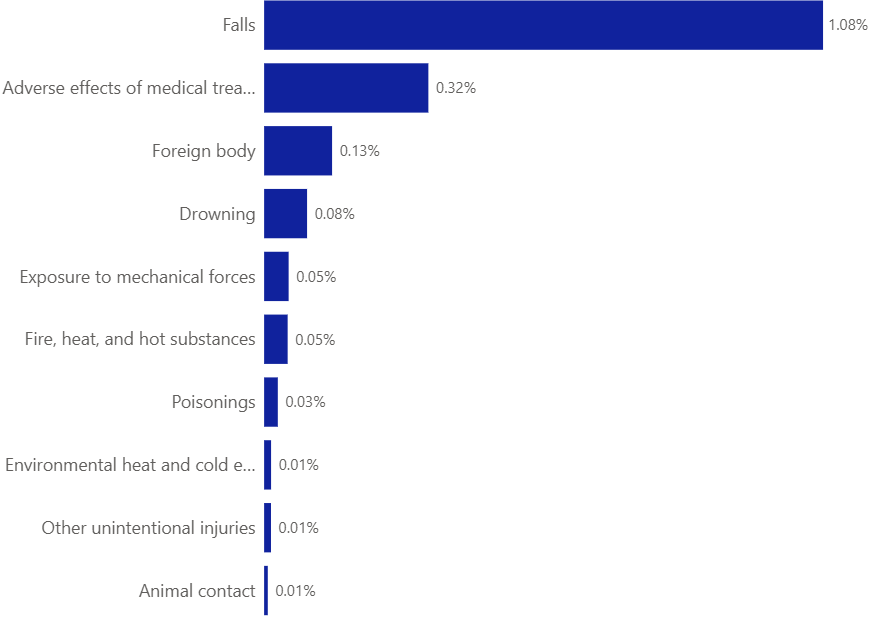 Falls 1.08%
Adverse effects of medical trea... 0.32%
Foreign body 0.13%
Drowning 0.08%
Exposure to mechanical forces 0.05%
Fire, heat, and hot substances 0.05%
Poisonings 0.03%
Environmental heat and cold e... 0.01%
Other unintentional injuries 0.01%
Animal contact 0.01%